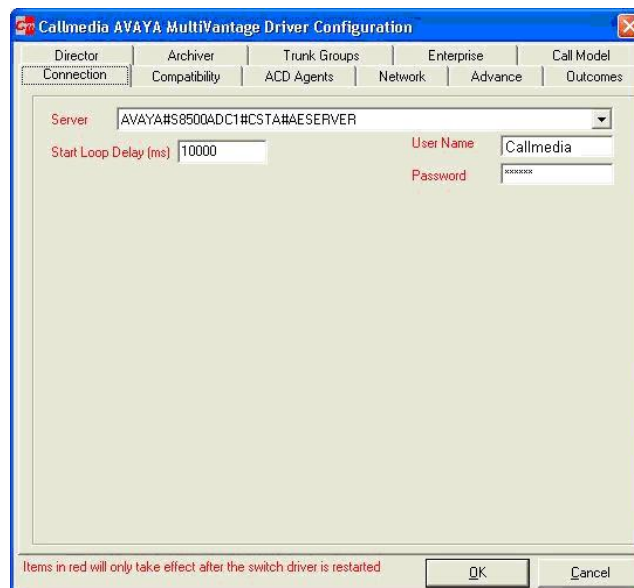 Callmedia AVAYA MultiVantage Driver Configuration
Director Archiver Trunk Groups Enterprise Call Model
Connection Compatibility ACD Agents Network Advance Outcomes
Server AVAYA#S8500ADC1#CSTA#AESERVER
Start Loop Delay (ms) 10000
User Name Callmedia
Password xxxxxx
Items in red will only take effect after the switch driver is restarted
OK Cancel